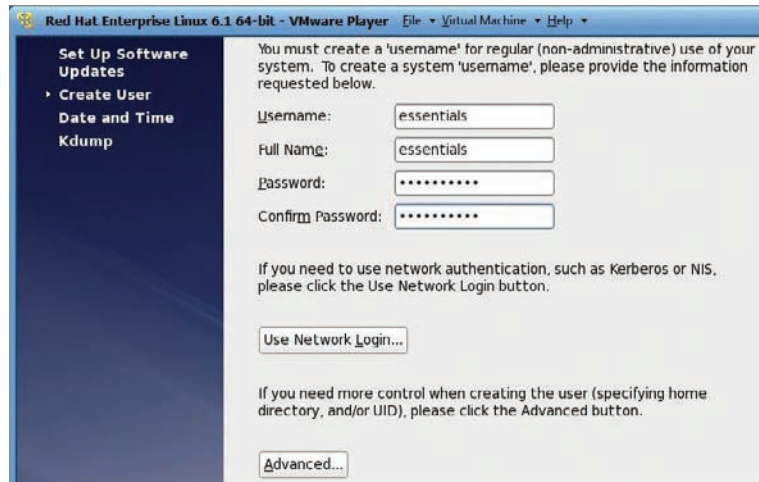 Red Hat Enterprise Linux 6.1 64-bit - VMware Player File Virtual Machine Help
Set Up Software
Updates
Create User
Date and Time
Kdump
You must create a 'username' for regular (non-administrative) use of your
system. To create a system 'username', please provide the information
requested below.
Username: essentials
Full Name: essentials
Password: ••••••••••
Confirm Password: ••••••••••
If you need to use network authentication, such as Kerberos or NIS,
please click the Use Network Login button.
Use Network Login...
If you need more control when creating the user (specifying home
directory, and/or UID), please click the Advanced button.
Advanced...